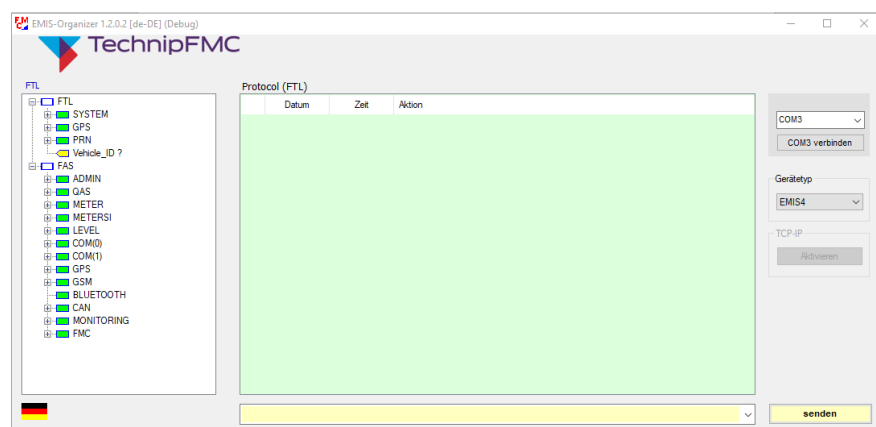 EMIS-Organizer 1.2.0.2 [de-DE] (Debug)
TechnipFMC
FTL
FTL
SYSTEM
GPS
PRN
Vehicle_ID ?
FAS
ADMIN
QAS
METER
METERSI
LEVEL
COM(0)
COM(1)
GPS
GSM
BLUETOOTH
CAN
MONITORING
FMC
Protocol (FTL)
Datum Zeit Aktion
COM3
COM3 verbinden
Gerätetyp
EMIS4
TCP-IP
Aktivieren
senden